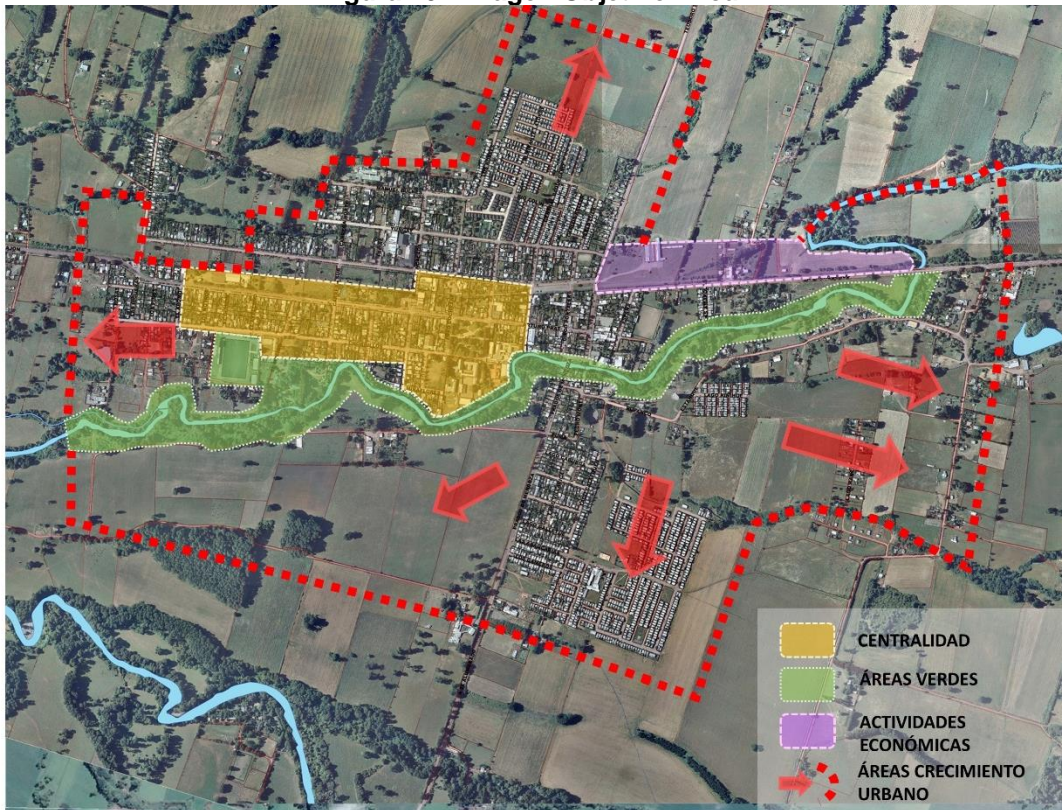 CENTRALIDAD
ÁREAS VERDES
ACTIVIDADES
ECONÓMICAS
ÁREAS CRECIMIENTO
URBANO